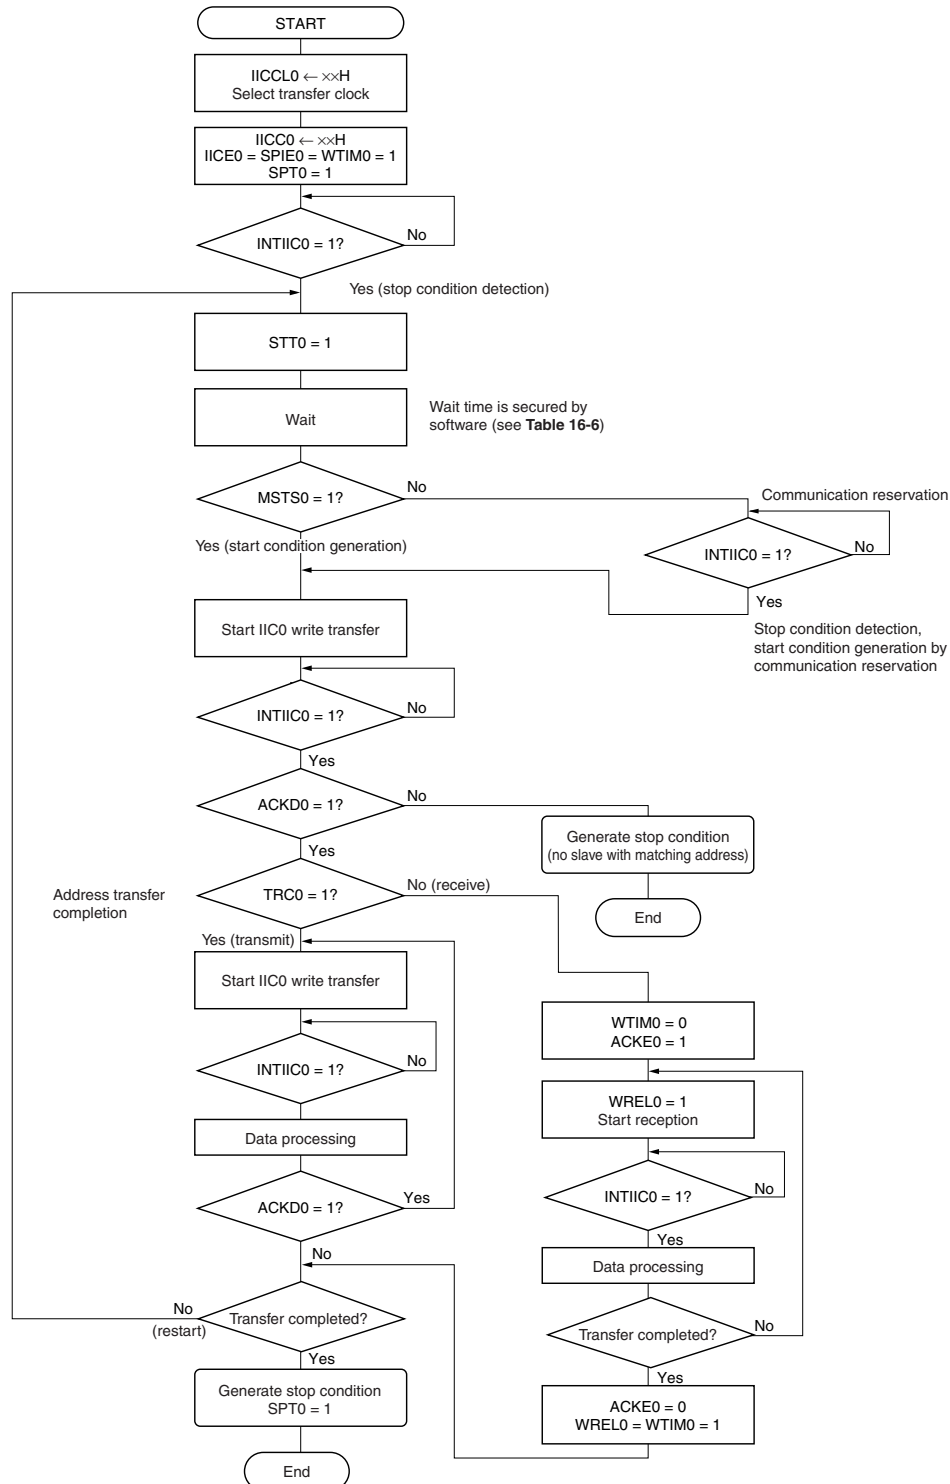 START
IICCL0 ← ××H
Select transfer clock
IICC0 ← ××H
IICE0 = SPIE0 = WTIM0 = 1
SPT0 = 1
INTIIC0 = 1?
No
Yes (stop condition detection)
STT0 = 1
Wait
Wait time is secured by
software (see Table 16-6)
MSTS0 = 1?
No
Communication reservation
Yes (start condition generation)
INTIIC0 = 1?
No
Yes
Stop condition detection,
start condition generation by
communication reservation
Start IIC0 write transfer
INTIIC0 = 1?
No
Yes
ACKD0 = 1?
No
Generate stop condition
(no slave with matching address)
End
Yes
TRC0 = 1?
No (receive)
Address transfer
completion
Yes (transmit)
Start IIC0 write transfer
INTIIC0 = 1?
No
Data processing
ACKD0 = 1?
Yes
No
WTIM0 = 0
ACKE0 = 1
WREL0 = 1
Start reception
INTIIC0 = 1?
No
Yes
Data processing
Transfer completed?
No
Yes
ACKE0 = 0
WREL0 = WTIM0 = 1
Transfer completed?
No
(restart)
Yes
Generate stop condition
SPT0 = 1
End